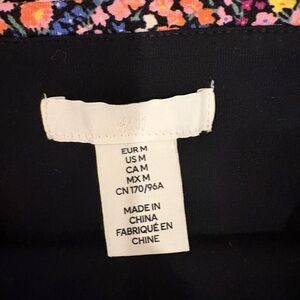 EUR M
US M
CA M
MX M
CN 170/96A
MADE IN
CHINA
FABRIQUÉ EN
CHINE